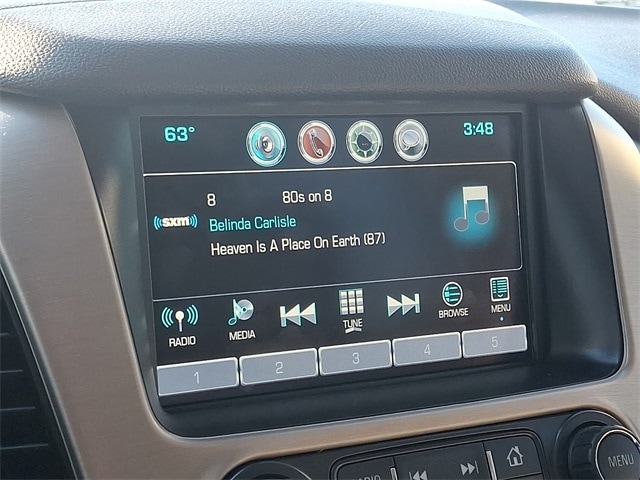 63° 3:48
8 80s on 8
((sxm))
Belinda Carlisle
Heaven Is A Place On Earth (87)
RADIO MEDIA TUNE BROWSE MENU
1 2 3 4 5
RADIO MENU